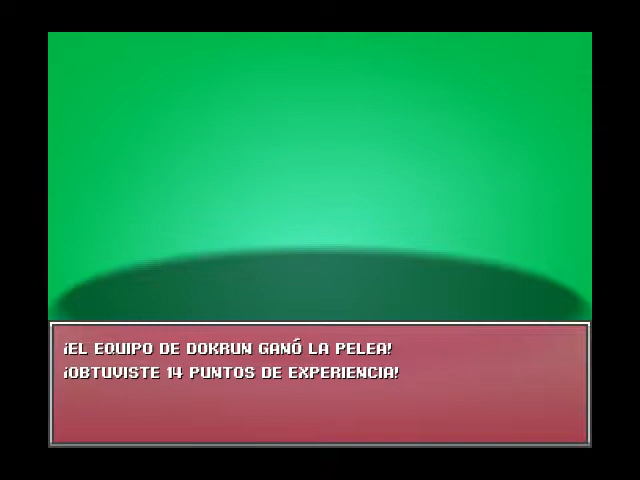 ¡EL EQUIPO DE DOKRUN GANÓ LA PELEA!
¡OBTUVISTE 14 PUNTOS DE EXPERIENCIA!